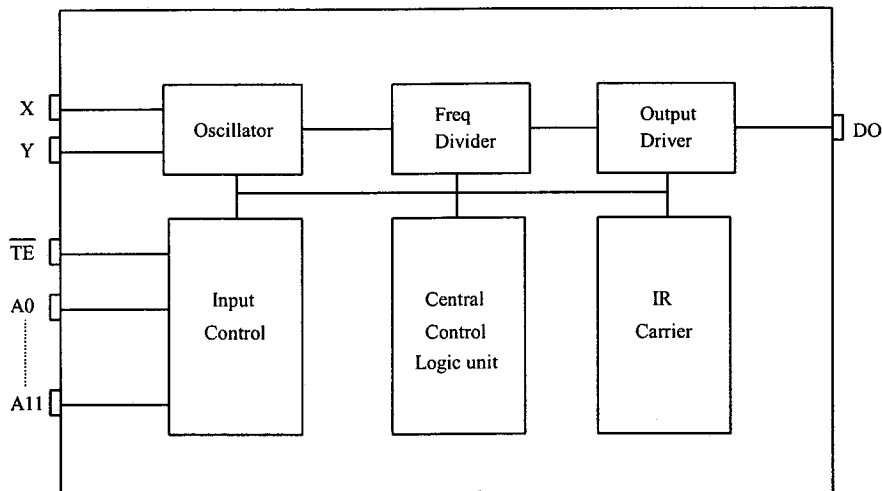 X
Y
Oscillator
Freq
Divider
Output
Driver
DO
TE
A0
A11
Input
Control
Central
Control
Logic unit
IR
Carrier